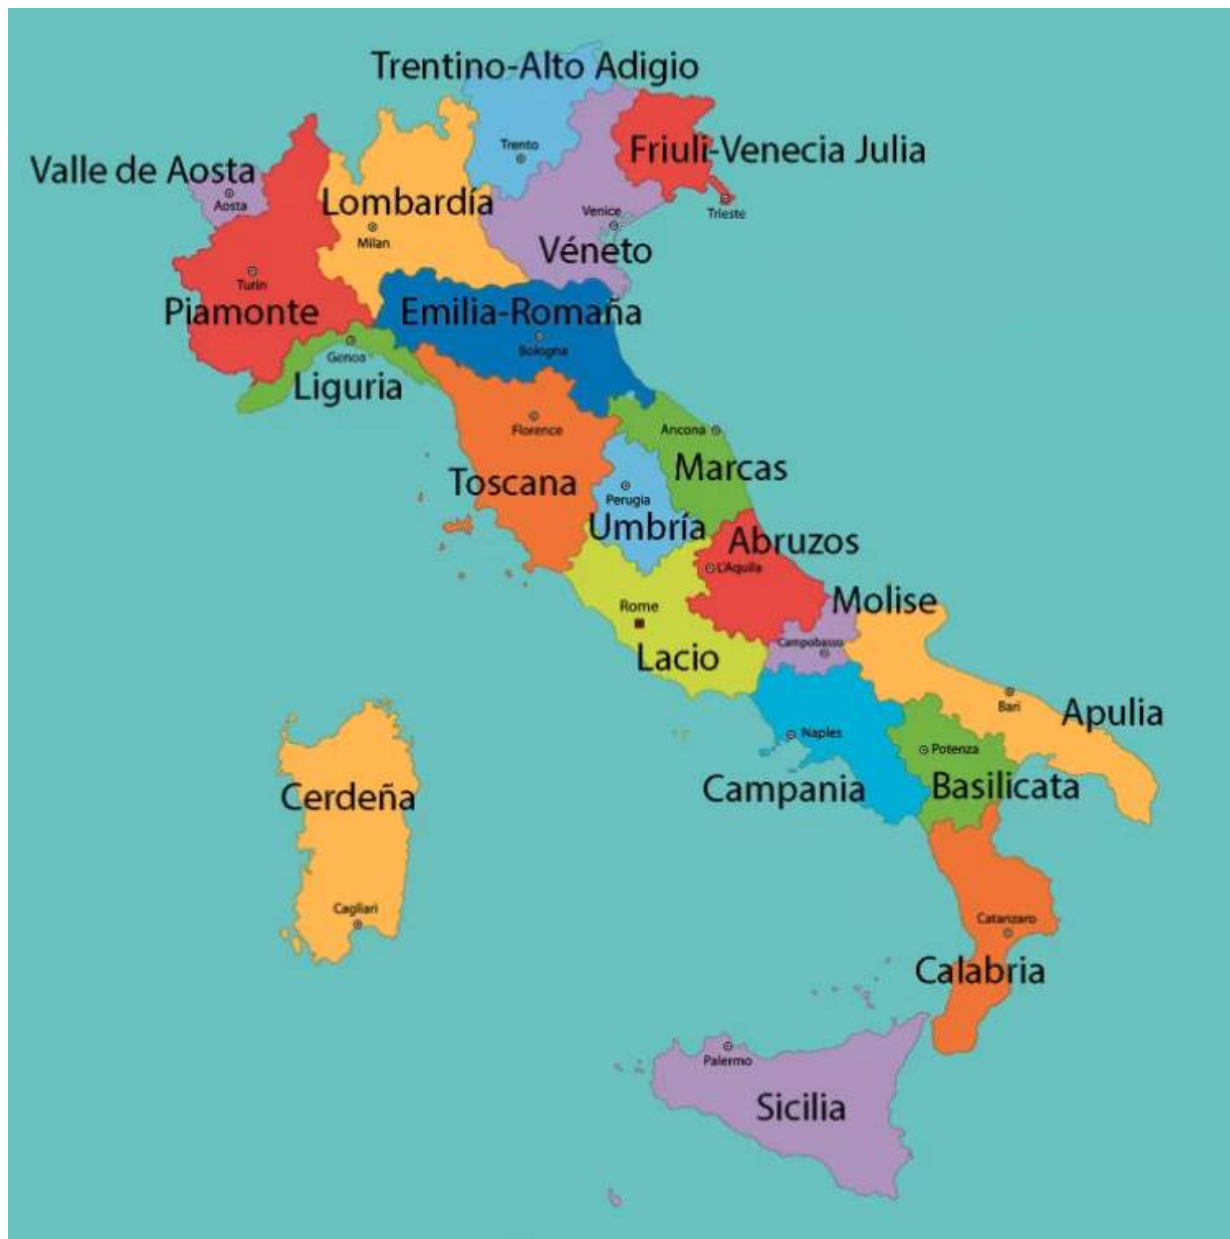 Trentino-Alto Adigio
Trento
Friuli-Venecia Julia
Valle de Aosta
Aosta
Lombardía
Milan
Venice
Trieste
Véneto
Turin
Piamonte
Emilia-Romaña
Bologna
Genoa
Liguria
Florence
Ancona
Marcas
Toscana
Perugia
Umbría
Abruzos
L'Aquila
Rome
Molise
Campobasso
Lacio
Bari
Apulia
Naples
Potenza
Campania
Basilicata
Cerdeña
Cagliari
Catanzaro
Calabria
Palermo
Sicilia